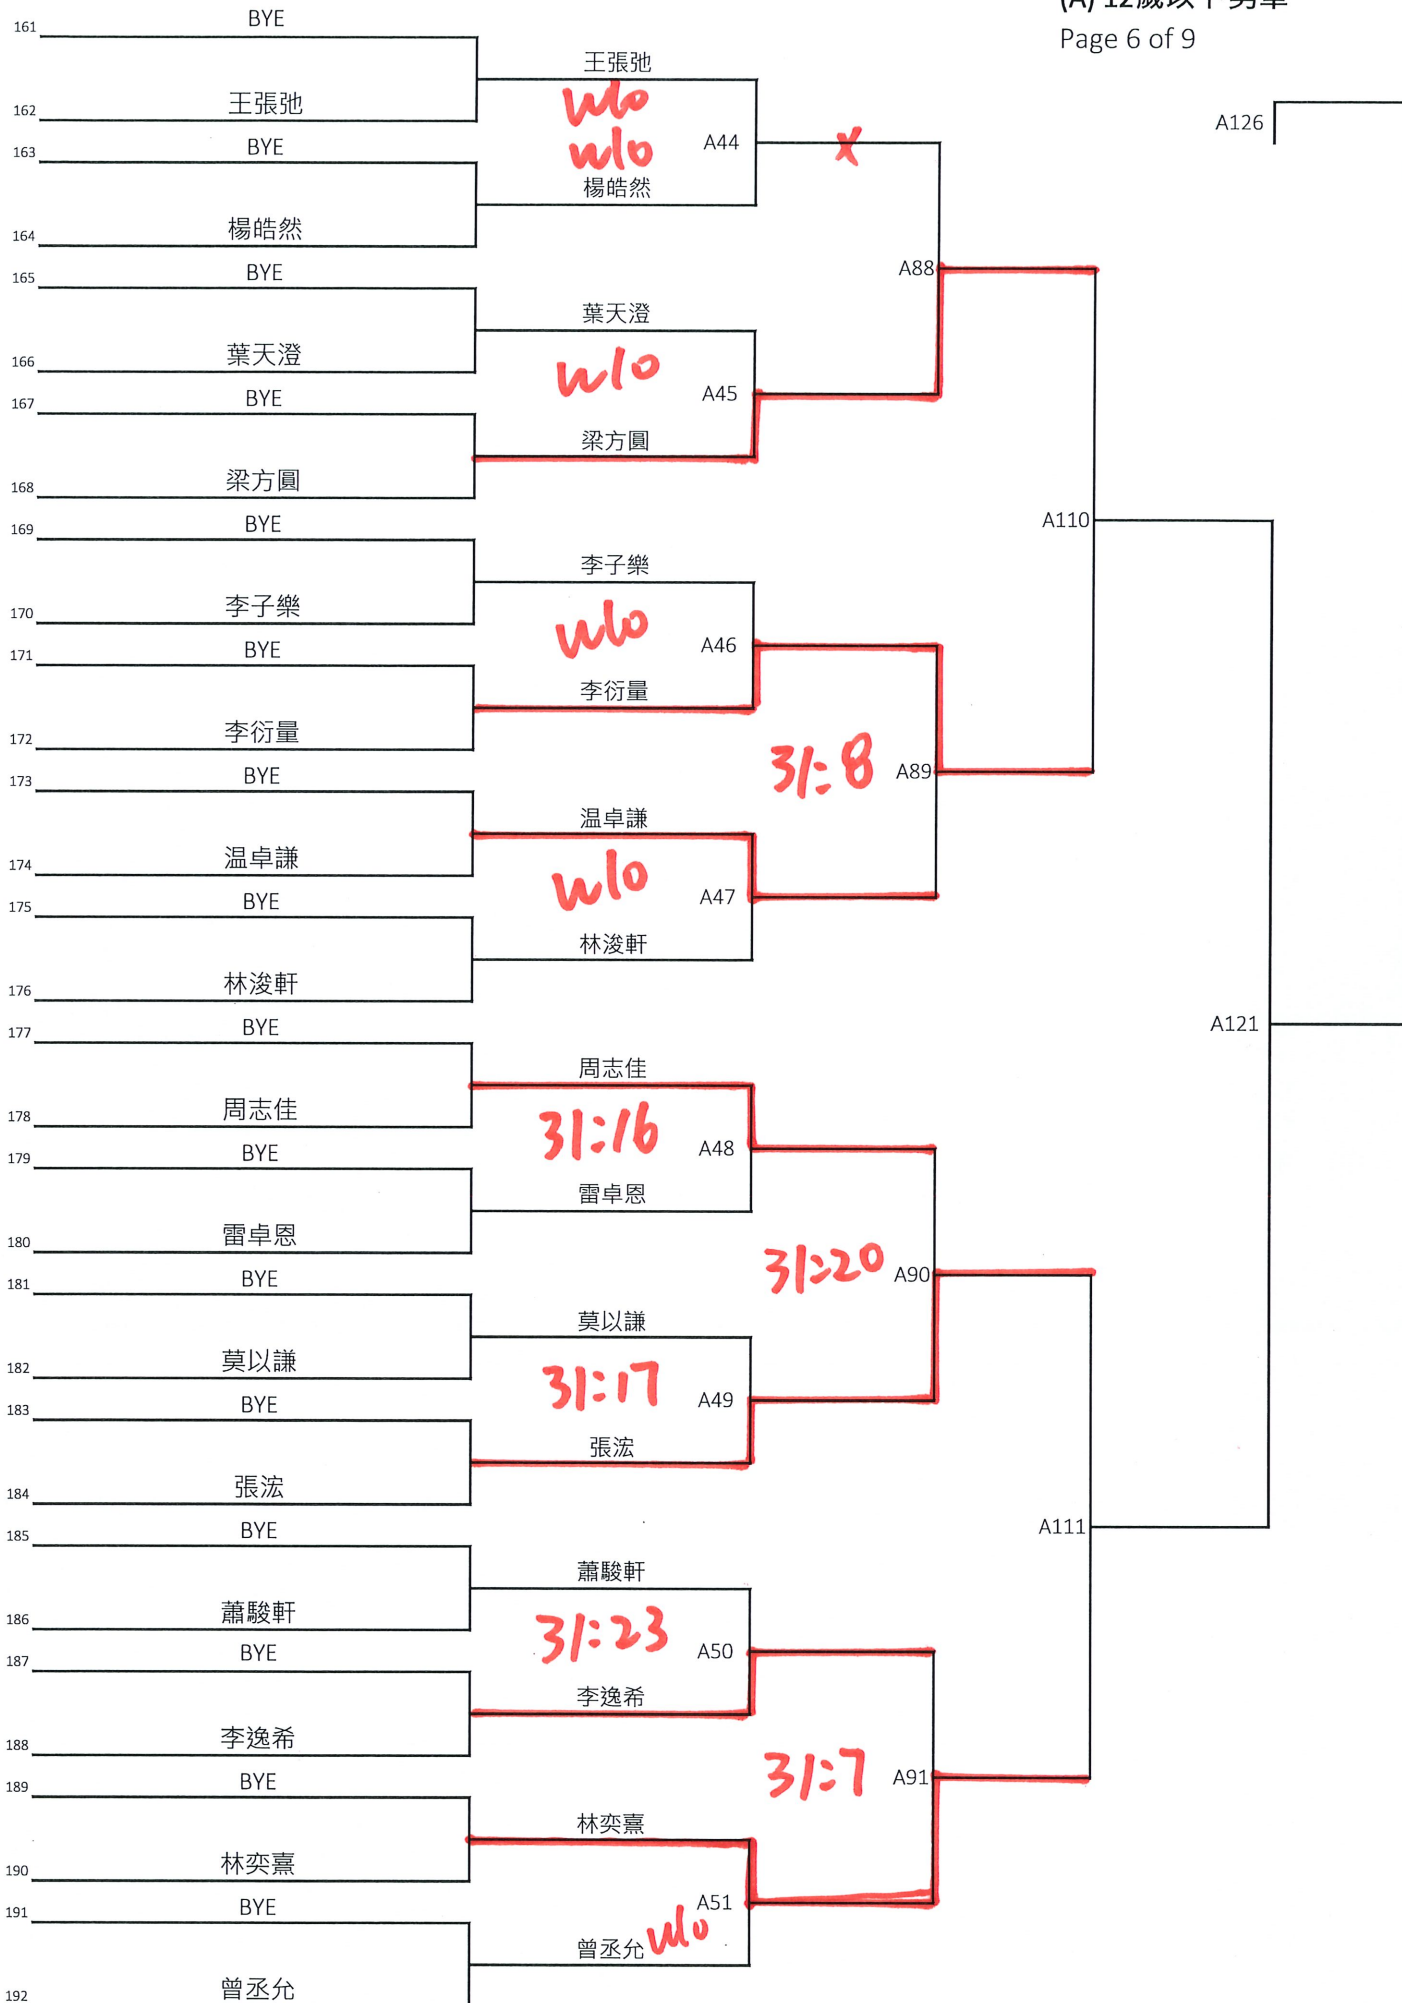 Page 6 of 9
161 BYE
王張弛
162 王張弛
w/o
A126
163 BYE
w/o
A44
x
楊皓然
164 楊皓然
165 BYE
A88
葉天澄
166 葉天澄
w/o
A45
167 BYE
梁方圓
168 梁方圓
169 BYE
A110
李子樂
170 李子樂
w/o
A46
171 BYE
李衍量
172 李衍量
31:8
A89
173 BYE
温卓謙
174 温卓謙
w/o
A47
175 BYE
林浚軒
176 林浚軒
177 BYE
A121
周志佳
178 周志佳
31:16
A48
179 BYE
雷卓恩
180 雷卓恩
31:20
A90
181 BYE
莫以謙
182 莫以謙
31:17
A49
183 BYE
張浤
184 張浤
185 BYE
A111
蕭駿軒
186 蕭駿軒
31:23
A50
187 BYE
李逸希
188 李逸希
31:7
A91
189 BYE
林奕熹
190 林奕熹
A51
191 BYE
曾丞允
w/o
192 曾丞允